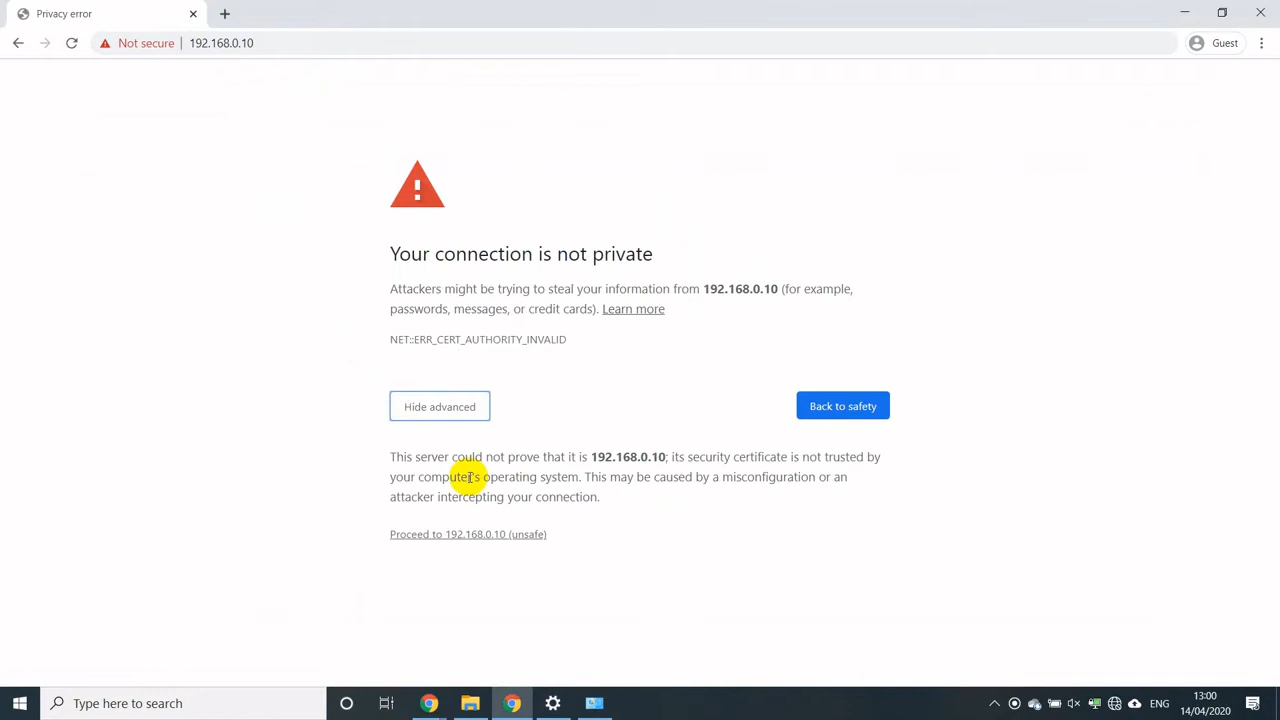 Privacy error
Not secure
192.168.0.10
Guest
Your connection is not private
Attackers might be trying to steal your information from 192.168.0.10 (for example,
passwords, messages, or credit cards). Learn more
NET::ERR_CERT_AUTHORITY_INVALID
Hide advanced
Back to safety
This server could not prove that it is 192.168.0.10; its security certificate is not trusted by
your computer's operating system. This may be caused by a misconfiguration or an
attacker intercepting your connection.
Proceed to 192.168.0.10 (unsafe)
Type here to search
ENG
13:00
14/04/2020